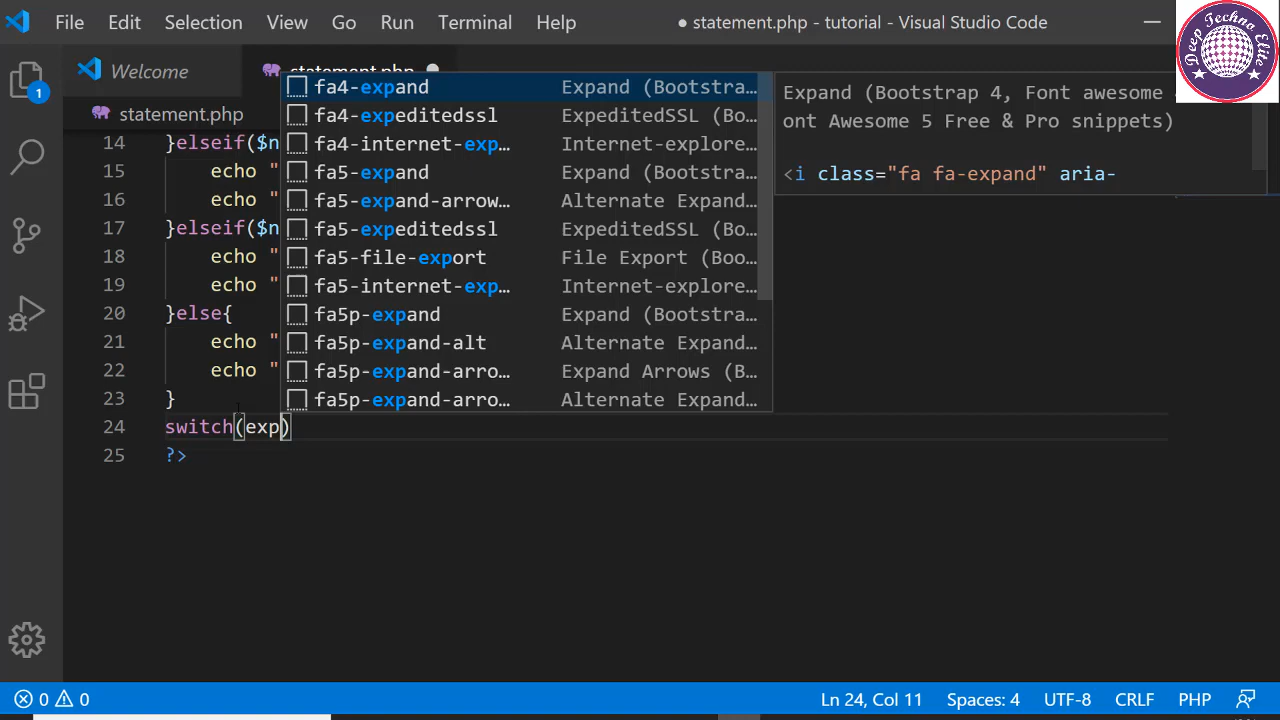 File Edit Selection View Go Run Terminal Help ● statement.php - tutorial - Visual Studio Code
Deep Techno Elite
Welcome statement.php
1
statement.php
fa4-expand Expand (Bootstra…
fa4-expeditedssl ExpeditedSSL (Bo…
fa4-internet-exp… Internet-explore…
fa5-expand Expand (Bootstra…
fa5-expand-arrow… Alternate Expand…
fa5-expeditedssl ExpeditedSSL (Bo…
fa5-file-export File Export (Boo…
fa5-internet-exp… Internet-explore…
fa5p-expand Expand (Bootstra…
fa5p-expand-alt Alternate Expand…
fa5p-expand-arro… Expand Arrows (B…
fa5p-expand-arro… Alternate Expand…
Expand (Bootstrap 4, Font awesome
ont Awesome 5 Free & Pro snippets)
<i class="fa fa-expand" aria-
14 }elseif($n
15 echo "
16 echo "
17 }elseif($n
18 echo "
19 echo "
20 }else{
21 echo "
22 echo "
23 }
24 switch(exp)
25 ?>
0 0 Ln 24, Col 11 Spaces: 4 UTF-8 CRLF PHP